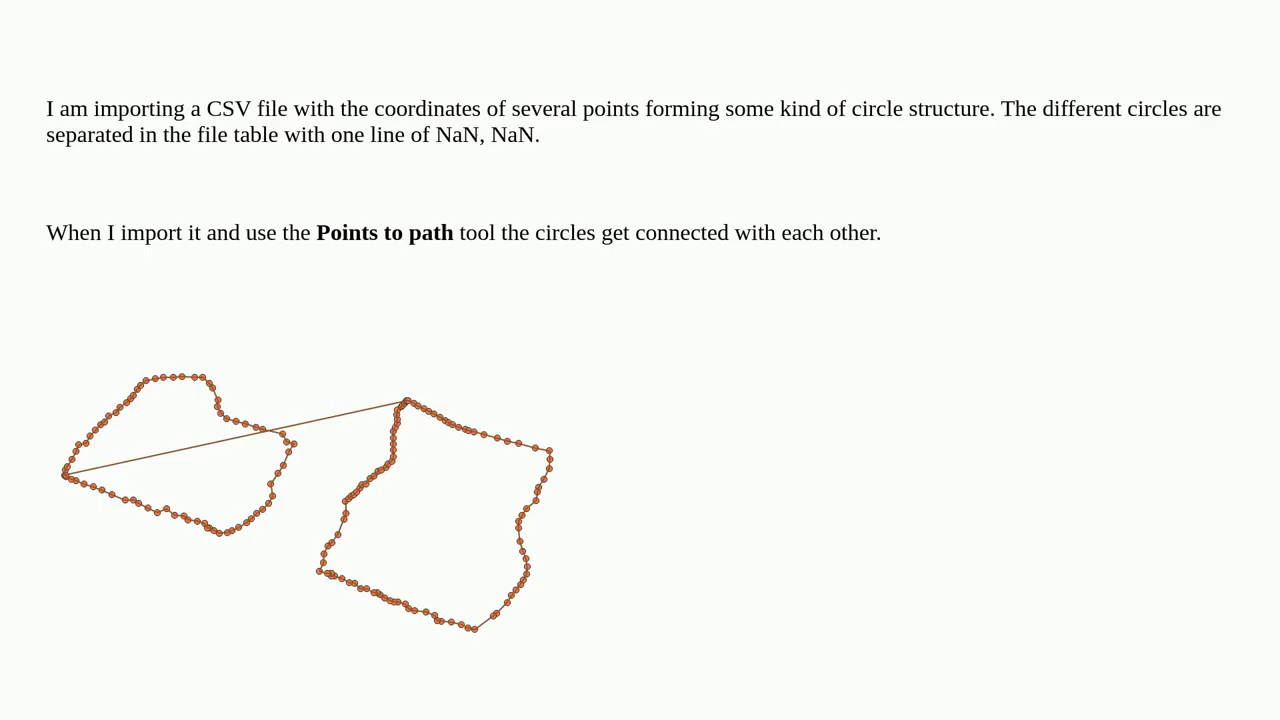 I am importing a CSV file with the coordinates of several points forming some kind of circle structure. The different circles are
separated in the file table with one line of NaN, NaN.
When I import it and use the Points to path tool the circles get connected with each other.